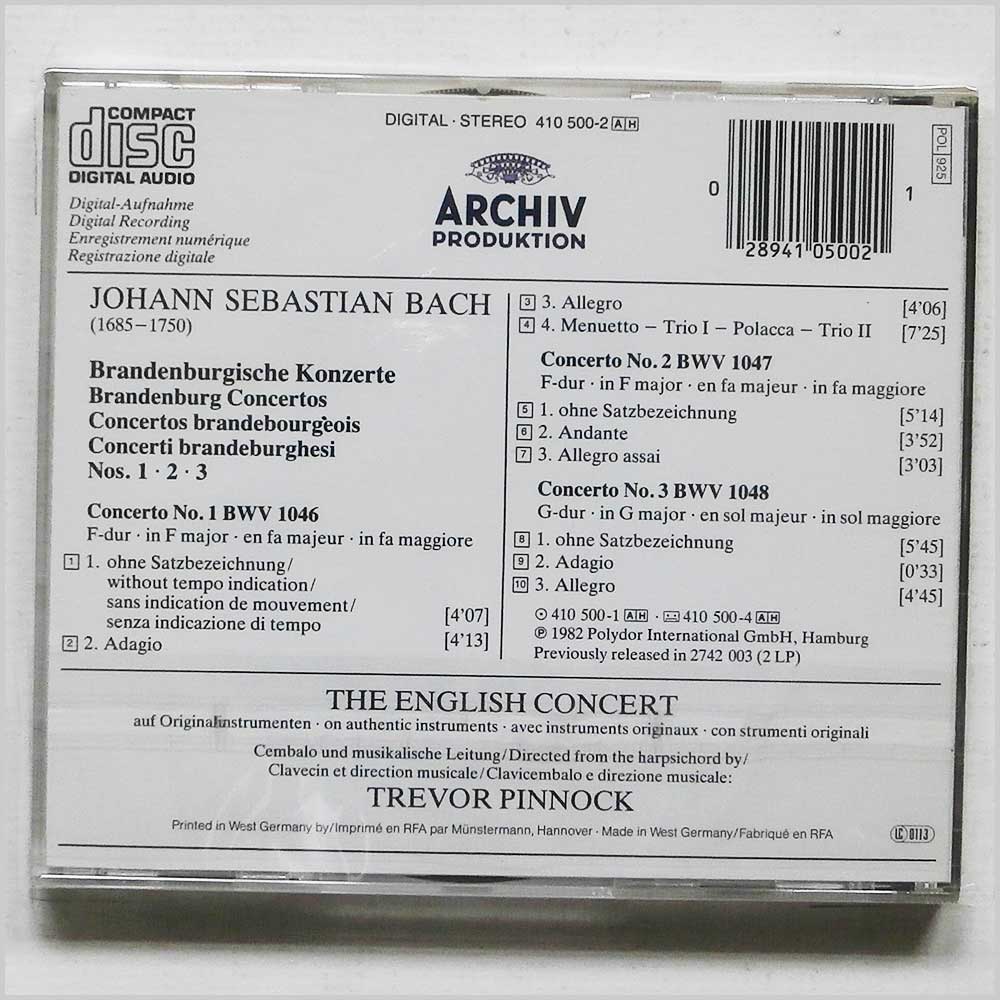 COMPACT
disc
DIGITAL AUDIO
Digital-Aufnahme
Digital Recording
Enregistrement numérique
Registrazione digitale
DIGITAL · STEREO 410 500-2 AH
ARCHIV
PRODUKTION
0
28941 05002
1
POL 925
JOHANN SEBASTIAN BACH
(1685–1750)
Brandenburgische Konzerte
Brandenburg Concertos
Concertos brandebourgeois
Concerti brandeburghesi
Nos. 1 · 2 · 3
Concerto No. 1 BWV 1046
F-dur · in F major · en fa majeur · in fa maggiore
1 1. ohne Satzbezeichnung/
without tempo indication/
sans indication de mouvement/
senza indicazione di tempo [4’07]
2 2. Adagio [4’13]
3 3. Allegro [4’06]
4 4. Menuetto – Trio I – Polacca – Trio II [7’25]
Concerto No. 2 BWV 1047
F-dur · in F major · en fa majeur · in fa maggiore
5 1. ohne Satzbezeichnung [5’14]
6 2. Andante [3’52]
7 3. Allegro assai [3’03]
Concerto No. 3 BWV 1048
G-dur · in G major · en sol majeur · in sol maggiore
8 1. ohne Satzbezeichnung [5’45]
9 2. Adagio [0’33]
10 3. Allegro [4’45]
410 500-1 AH · 410 500-4 AH
℗ 1982 Polydor International GmbH, Hamburg
Previously released in 2742 003 (2 LP)
THE ENGLISH CONCERT
auf Originalinstrumenten · on authentic instruments · avec instruments originaux · con strumenti originali
Cembalo und musikalische Leitung/Directed from the harpsichord by/
Clavecin et direction musicale/Clavicembalo e direzione musicale:
TREVOR PINNOCK
Printed in West Germany by/Imprimé en RFA par Münstermann, Hannover · Made in West Germany/Fabriqué en RFA
LC 0113